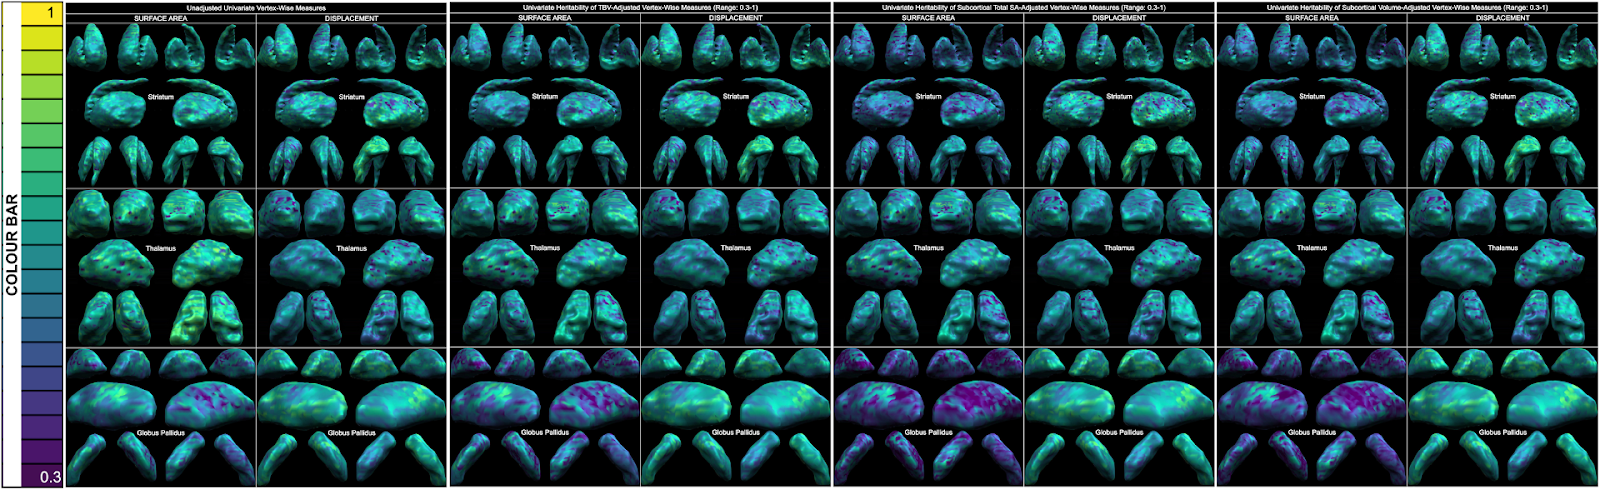 1
COLOUR BAR
0.3
Unadjusted Univariate Vertex-Wise Measures
SURFACE AREA
DISPLACEMENT
Striatum
Striatum
Thalamus
Thalamus
Globus Pallidus
Globus Pallidus
Univariate Heritability of TBV-Adjusted Vertex-Wise Measures (Range: 0.3-1)
SURFACE AREA
DISPLACEMENT
Striatum
Striatum
Thalamus
Thalamus
Globus Pallidus
Globus Pallidus
Univariate Heritability of Subcortical Total SA-Adjusted Vertex-Wise Measures (Range: 0.3-1)
SURFACE AREA
DISPLACEMENT
Striatum
Striatum
Thalamus
Thalamus
Globus Pallidus
Globus Pallidus
Univariate Heritability of Subcortical Volume-Adjusted Vertex-Wise Measures (Range: 0.3-1)
SURFACE AREA
DISPLACEMENT
Striatum
Striatum
Thalamus
Thalamus
Globus Pallidus
Globus Pallidus